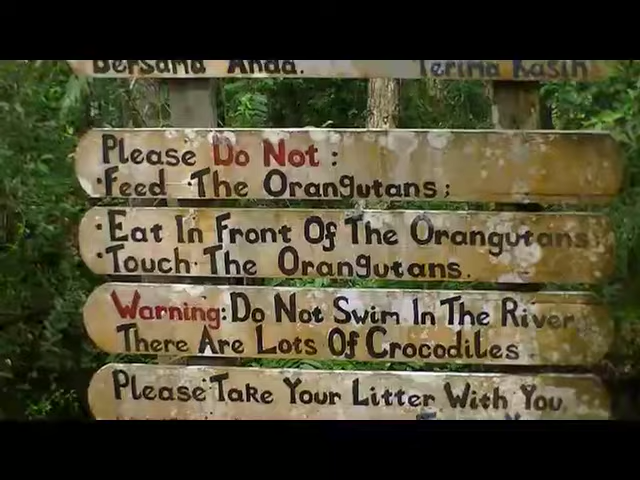 Bersama Anda. Terima Kasih
Please Do Not:
·Feed The Orangutans;
·Eat In Front Of The Orangutans;
·Touch The Orangutans.
Warning: Do Not Swim In The River
There Are Lots Of Crocodiles
Please Take Your Litter With You.